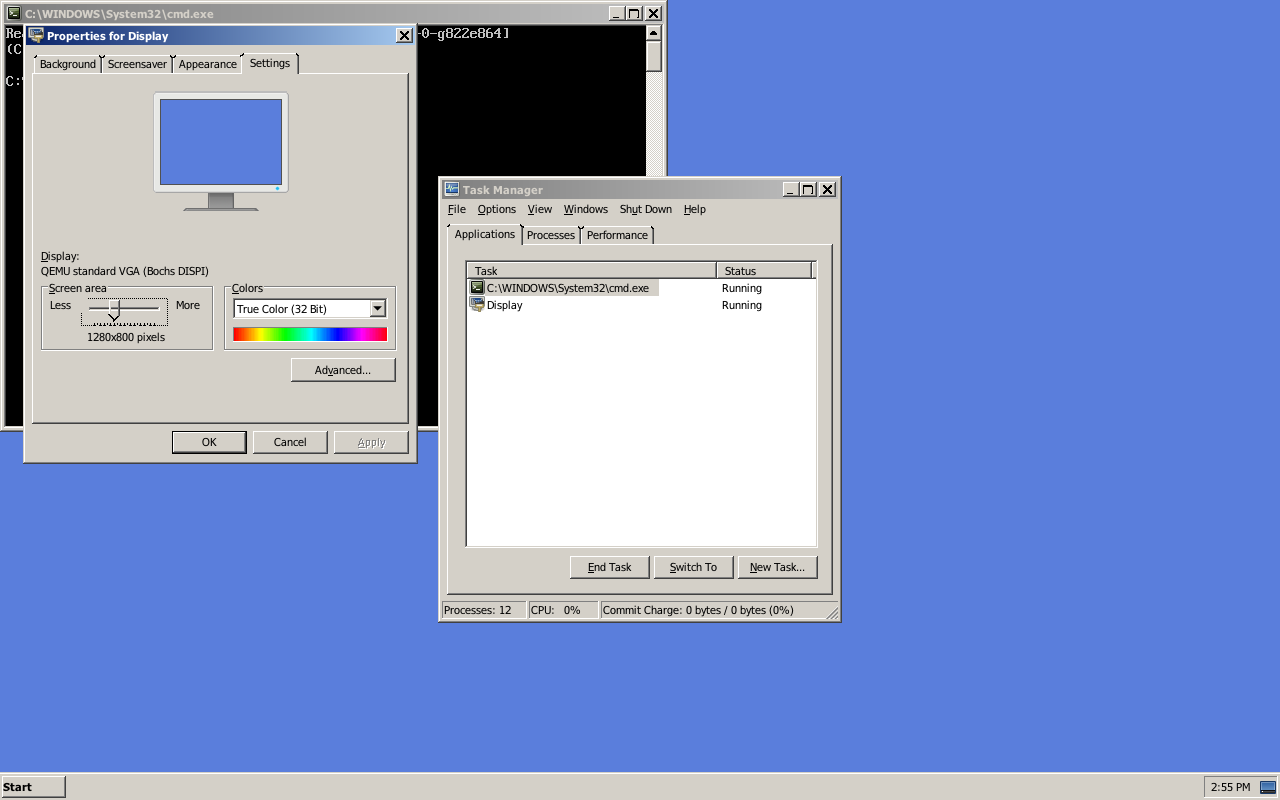 C:\WINDOWS\System32\cmd.exe
-0-g822e864]
(C
Properties for Display
Background Screensaver Appearance Settings
Display:
QEMU standard VGA (Bochs DISPI)
Screen area
Less More
1280x800 pixels
Colors
True Color (32 Bit)
Advanced...
OK Cancel Apply
Task Manager
File Options View Windows Shut Down Help
Applications Processes Performance
Task Status
C:\WINDOWS\System32\cmd.exe Running
Display Running
End Task Switch To New Task...
Processes: 12 CPU: 0% Commit Charge: 0 bytes / 0 bytes (0%)
Start 2:55 PM